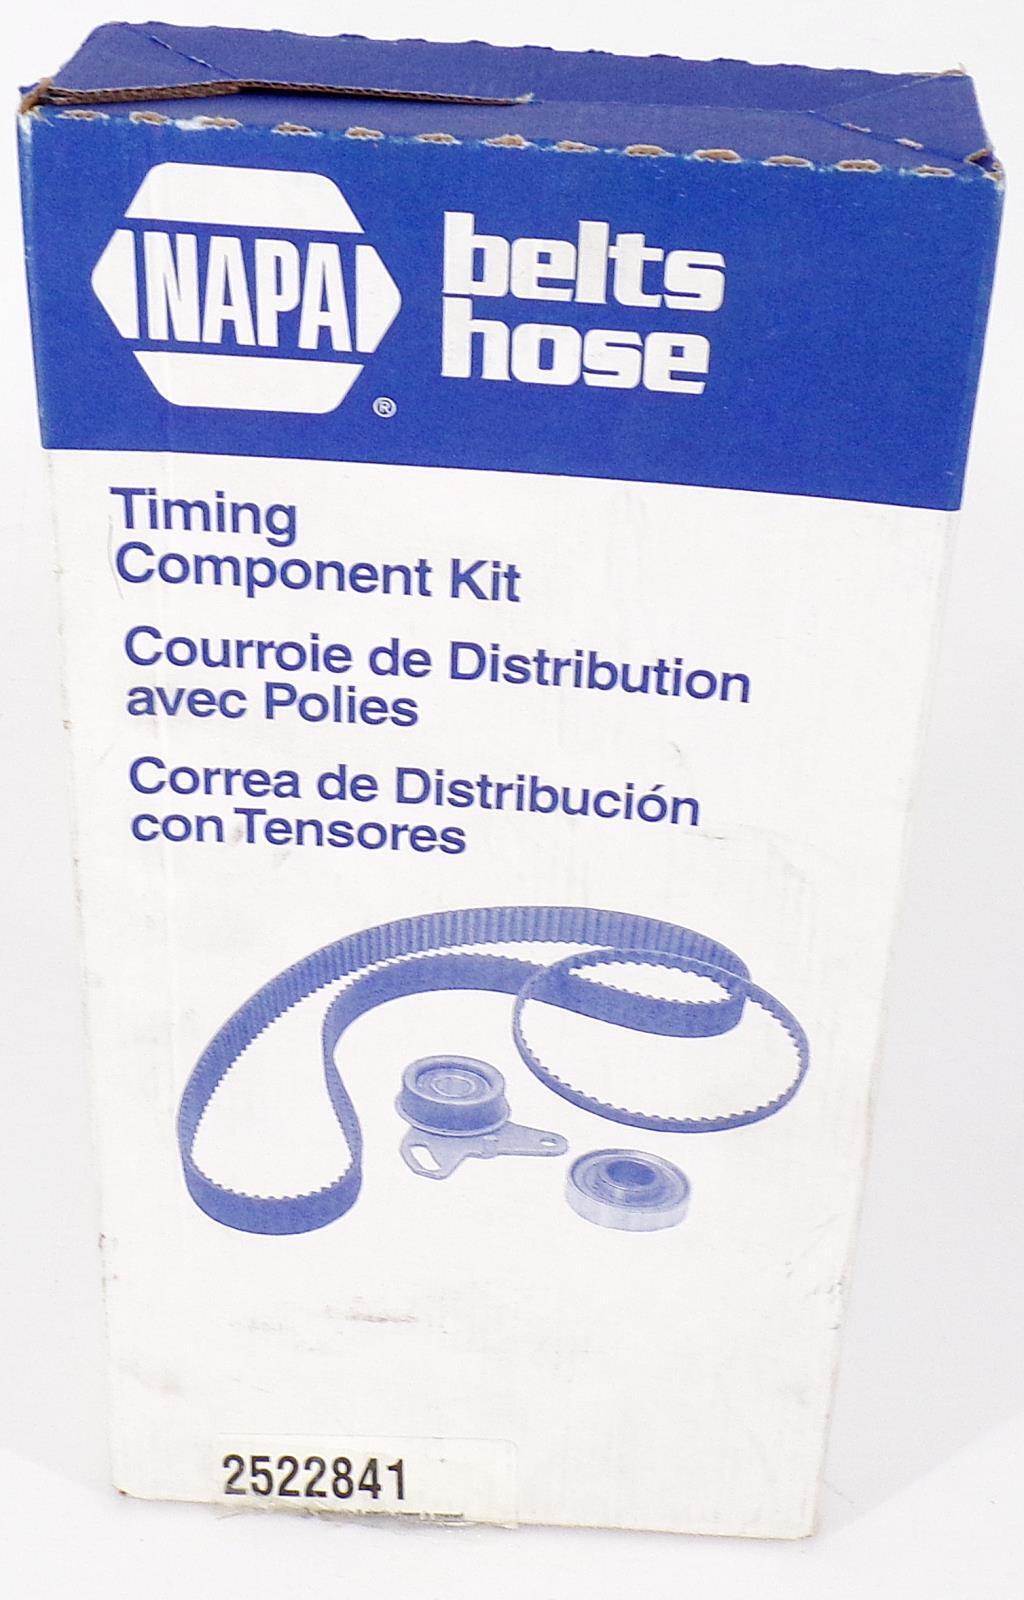 NAPA ®
belts
hose
Timing
Component Kit
Courroie de Distribution
avec Polies
Correa de Distribución
con Tensores
2522841